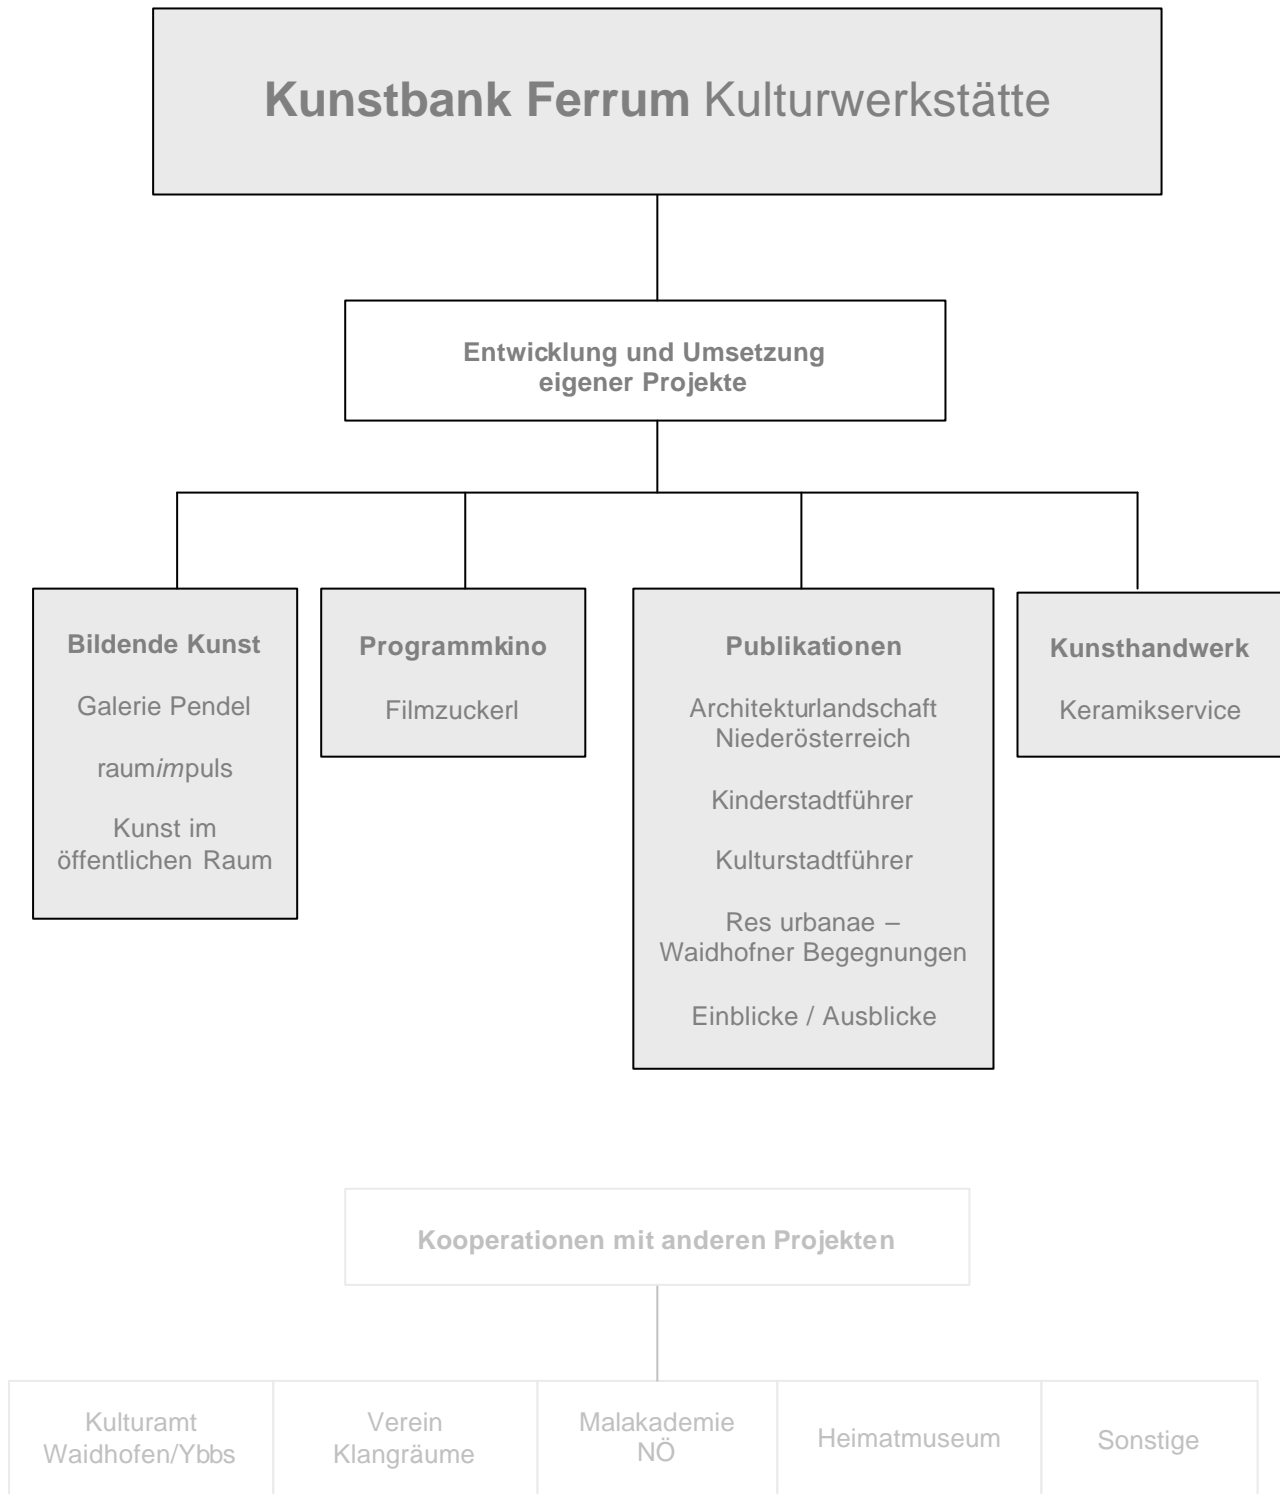 Kunstbank Ferrum Kulturwerkstätte
Entwicklung und Umsetzung
eigener Projekte
Bildende Kunst
Galerie Pendel
raumimpuls
Kunst im
öffentlichen Raum
Programmkino
Filmzuckerl
Publikationen
Architekturlandschaft
Niederösterreich
Kinderstadtführer
Kulturstadtführer
Res urbanae –
Waidhofner Begegnungen
Einblicke / Ausblicke
Kunsthandwerk
Keramikservice
Kooperationen mit anderen Projekten
Kulturamt
Waidhofen/Ybbs
Verein
Klangräume
Malakademie
NÖ
Heimatmuseum
Sonstige